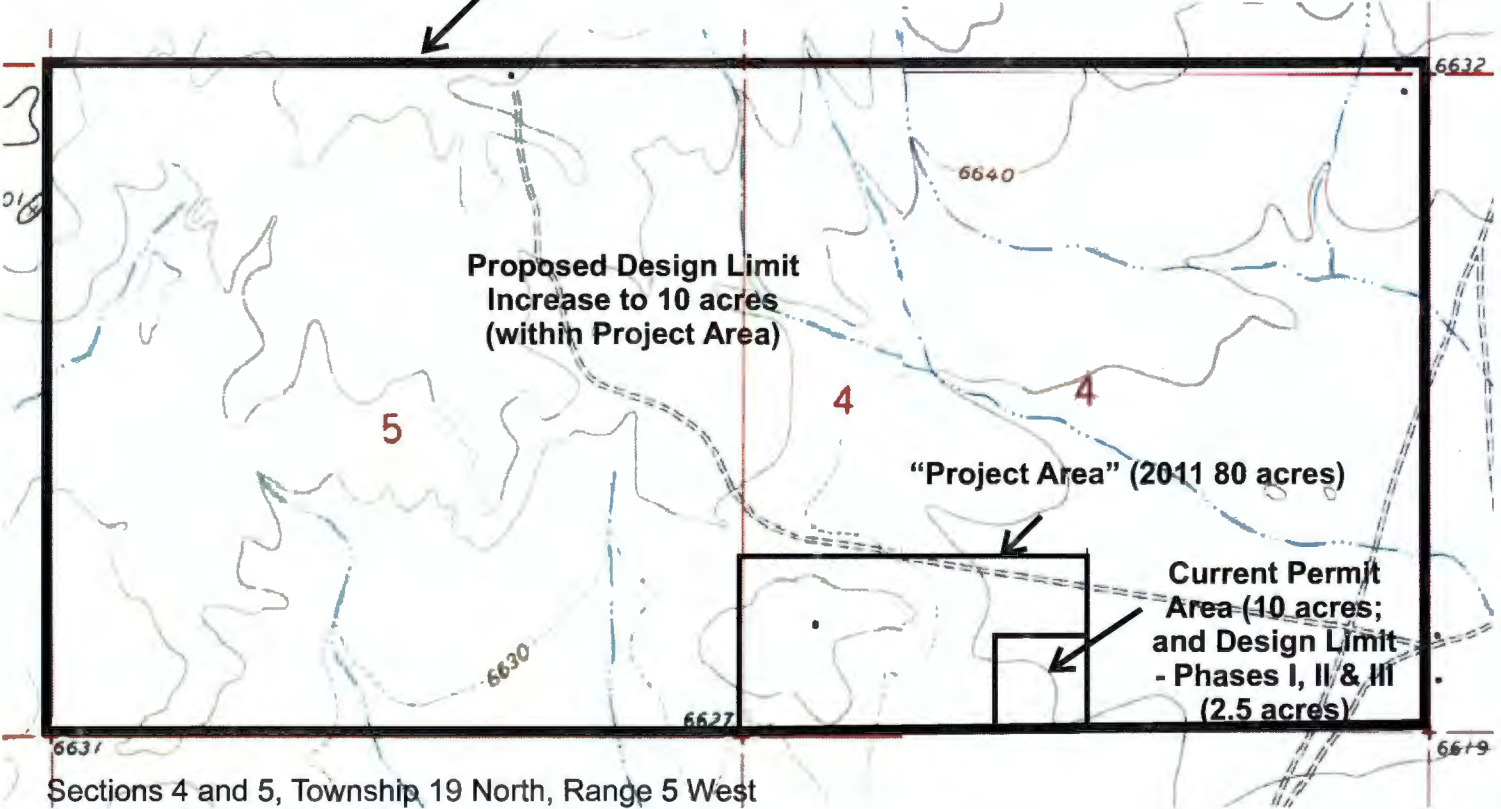 6632
6640
Proposed Design Limit
Increase to 10 acres
(within Project Area)
5
4
4
"Project Area" (2011 80 acres)
Current Permit
Area (10 acres;
and Design Limit
- Phases I, II & III
(2.5 acres)
6630
6627
6631
6619
Sections 4 and 5, Township 19 North, Range 5 West